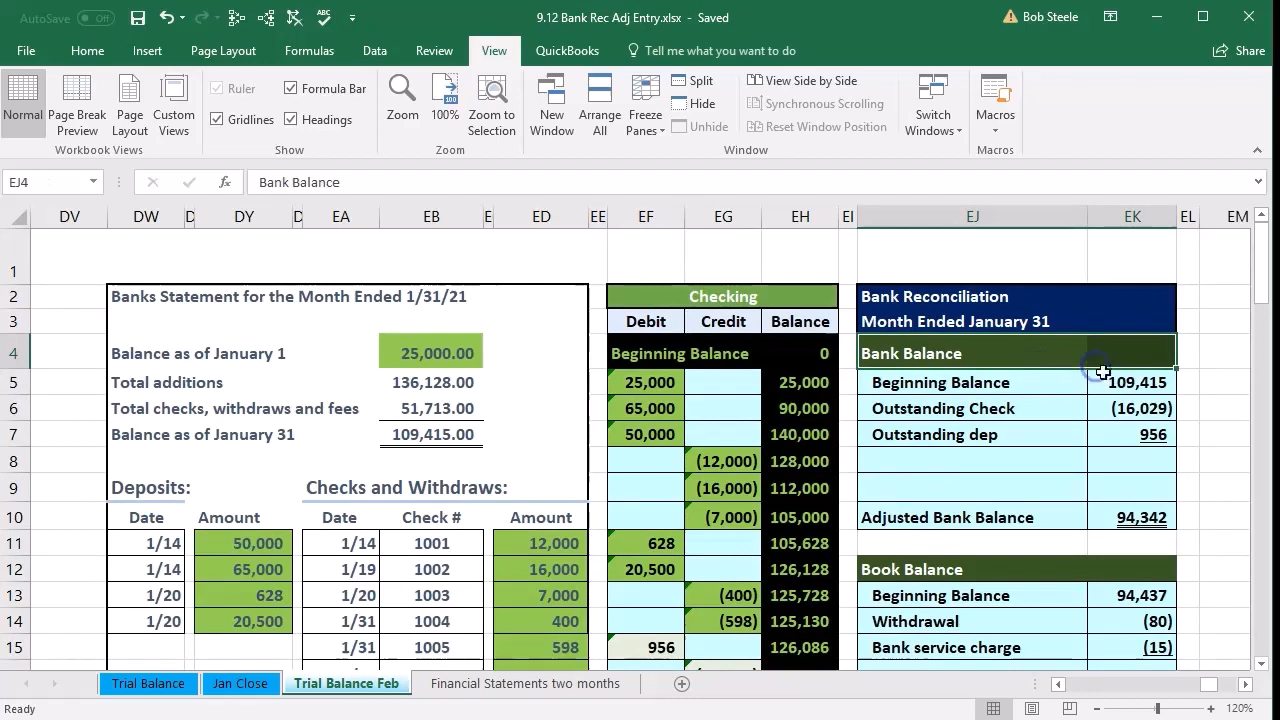 AutoSave Off 9.12 Bank Rec Adj Entry.xlsx - Saved Bob Steele
File Home Insert Page Layout Formulas Data Review View QuickBooks Tell me what you want to do Share
Normal Page Break Preview Page Layout Custom Views
Workbook Views
Ruler Formula Bar
Gridlines Headings
Show
Zoom 100% Zoom to Selection
Zoom
New Window Arrange All Freeze Panes
Split
Hide
Unhide
View Side by Side
Synchronous Scrolling
Reset Window Position
Switch Windows
Window
Macros
Macros
EJ4 fx Bank Balance
DV DW D DY D EA EB E ED EE EF EG EH EI EJ EK EL EM
1
2 Banks Statement for the Month Ended 1/31/21 Checking Bank Reconciliation
3 Debit Credit Balance Month Ended January 31
4 Balance as of January 1 25,000.00 Beginning Balance 0 Bank Balance
5 Total additions 136,128.00 25,000 25,000 Beginning Balance 109,415
6 Total checks, withdraws and fees 51,713.00 65,000 90,000 Outstanding Check (16,029)
7 Balance as of January 31 109,415.00 50,000 140,000 Outstanding dep 956
8 (12,000) 128,000
9 Deposits: Checks and Withdraws: (16,000) 112,000
10 Date Amount Date Check # Amount (7,000) 105,000 Adjusted Bank Balance 94,342
11 1/14 50,000 1/14 1001 12,000 628 105,628
12 1/14 65,000 1/19 1002 16,000 20,500 126,128 Book Balance
13 1/20 628 1/20 1003 7,000 (400) 125,728 Beginning Balance 94,437
14 1/20 20,500 1/31 1004 400 (598) 125,130 Withdrawal (80)
15 1/31 1005 598 956 126,086 Bank service charge (15)
Trial Balance Jan Close Trial Balance Feb Financial Statements two months
Ready 120%